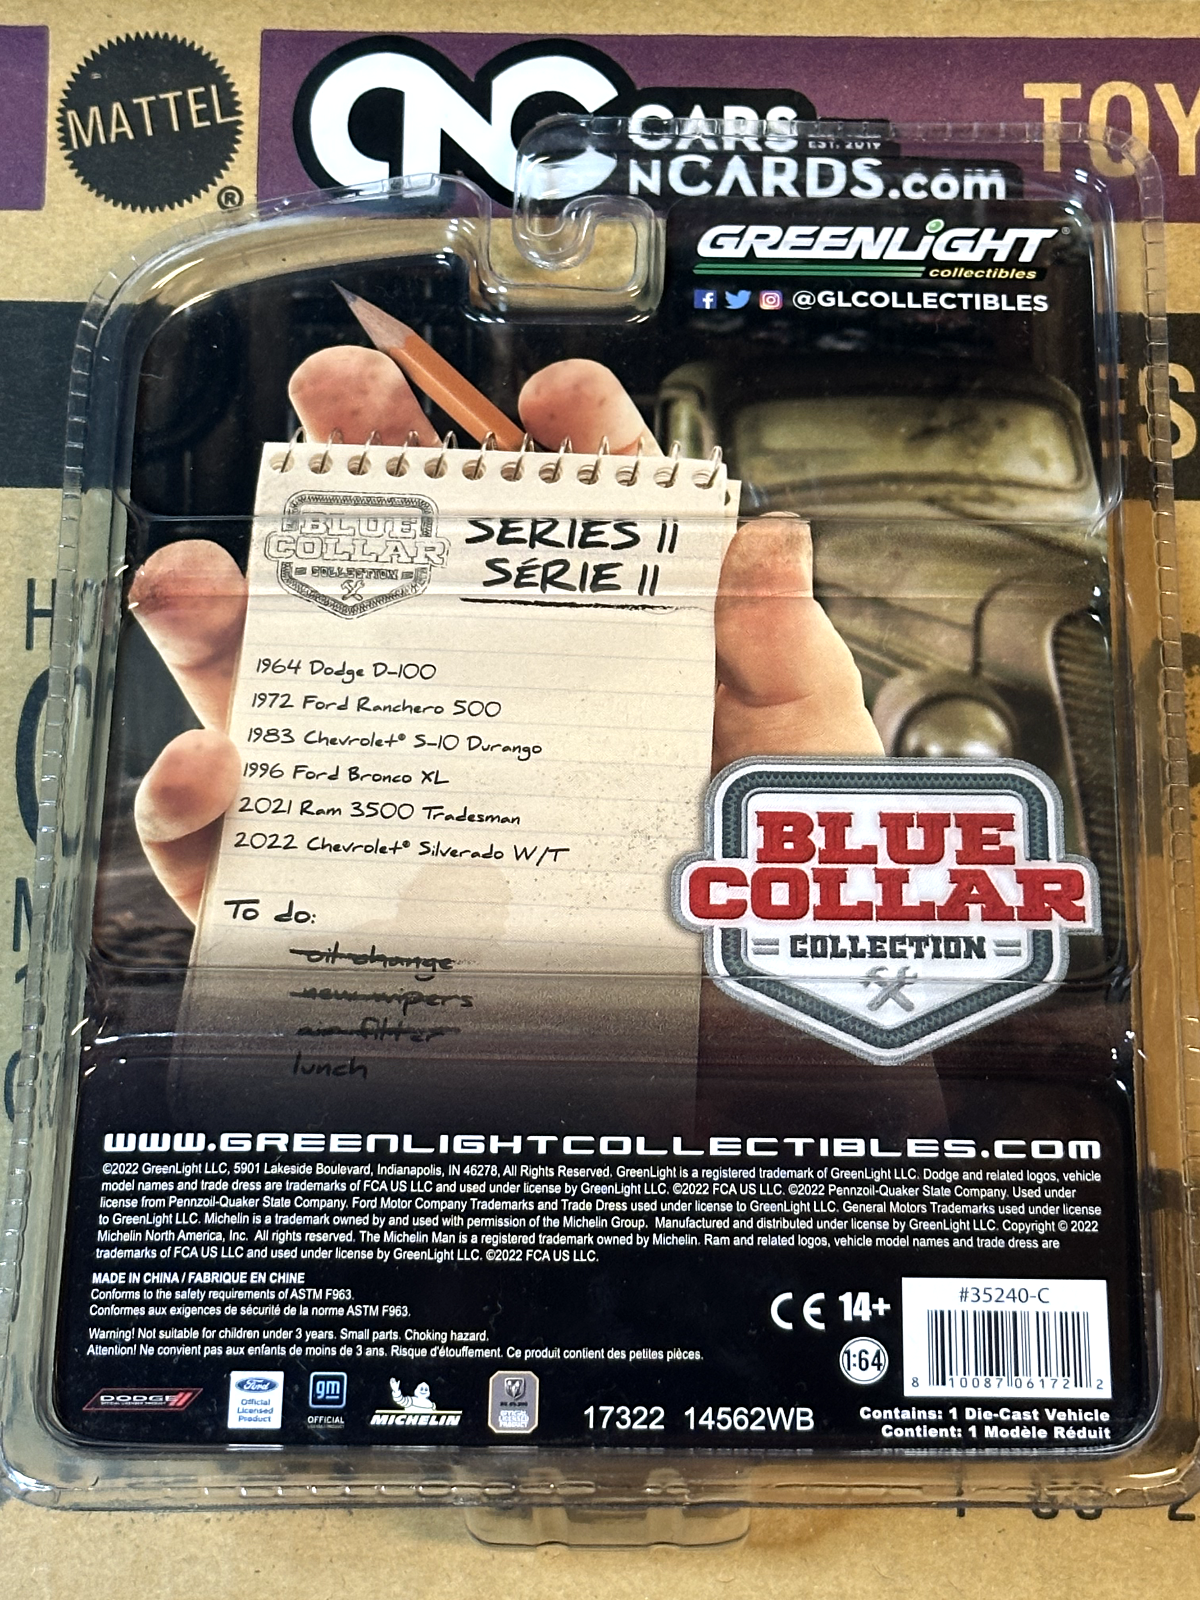 MATTEL
®
CNC CARS
EST. 2019
NCARDS.com
TOY
ES
GREENLIGHT®
collectibles
@GLCOLLECTIBLES
BLUE
COLLAR
COLLECTION
SERIES 11
SÉRIE 11
1964 Dodge D-100
1972 Ford Ranchero 500
1983 Chevrolet® S-10 Durango
1996 Ford Bronco XL
2021 Ram 3500 Tradesman
2022 Chevrolet® Silverado W/T
To do:
oil change
new wipers
air filter
lunch
BLUE
COLLAR
COLLECTION
www.GREENLIGHTCOLLECTIBLES.COM
©2022 GreenLight LLC, 5901 Lakeside Boulevard, Indianapolis, IN 46278, All Rights Reserved. GreenLight is a registered trademark of GreenLight LLC. Dodge and related logos, vehicle
model names and trade dress are trademarks of FCA US LLC and used under license by GreenLight LLC. ©2022 FCA US LLC. ©2022 Pennzoil-Quaker State Company. Used under
license from Pennzoil-Quaker State Company. Ford Motor Company Trademarks and Trade Dress used under license to GreenLight LLC. General Motors Trademarks used under license
to GreenLight LLC. Michelin is a trademark owned by and used with permission of the Michelin Group. Manufactured and distributed under license by GreenLight LLC. Copyright © 2022
Michelin North America, Inc. All rights reserved. The Michelin Man is a registered trademark owned by Michelin. Ram and related logos, vehicle model names and trade dress are
trademarks of FCA US LLC and used under license by GreenLight LLC. ©2022 FCA US LLC.
MADE IN CHINA / FABRIQUE EN CHINE
Conforms to the safety requirements of ASTM F963.
Conformes aux exigences de sécurité de la norme ASTM F963.
Warning! Not suitable for children under 3 years. Small parts. Choking hazard.
Attention! Ne convient pas aux enfants de moins de 3 ans. Risque d'étouffement. Ce produit contient des petites pièces.
CE 14+
1:64
#35240-C
8 10087 06172 2
DODGE
Ford
Official
Licensed
Product
gm
OFFICIAL
MICHELIN
17322 14562WB
Contains: 1 Die-Cast Vehicle
Contient: 1 Modèle Réduit